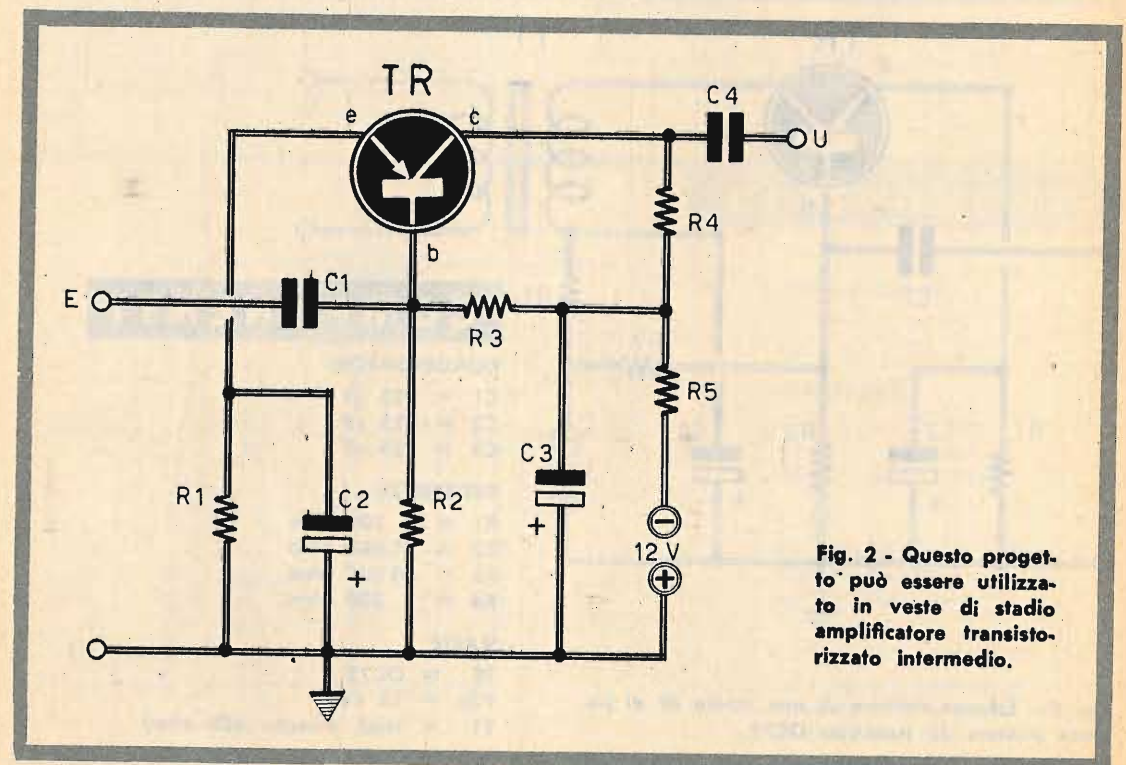 TR
e
c
C4
U
R4
b
E
C1
R3
R5
C3
R1
C2
R2
+
+
−
12 V
+
Fig. 2 - Questo proget-
to può essere utilizza-
to in veste di stadio
amplificatore transisto-
rizzato intermedio.